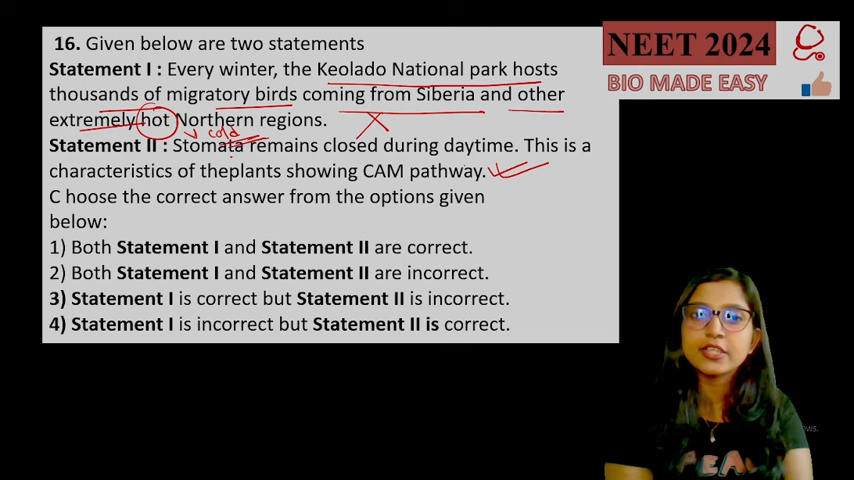 16. Given below are two statements
Statement I : Every winter, the Keolado National park hosts
thousands of migratory birds coming from Siberia and other
extremely hot Northern regions.
cold
Statement II : Stomata remains closed during daytime. This is a
characteristics of theplants showing CAM pathway.
C hoose the correct answer from the options given
below:
1) Both Statement I and Statement II are correct.
2) Both Statement I and Statement II are incorrect.
3) Statement I is correct but Statement II is incorrect.
4) Statement I is incorrect but Statement II is correct.
NEET 2024
BIO MADE EASY